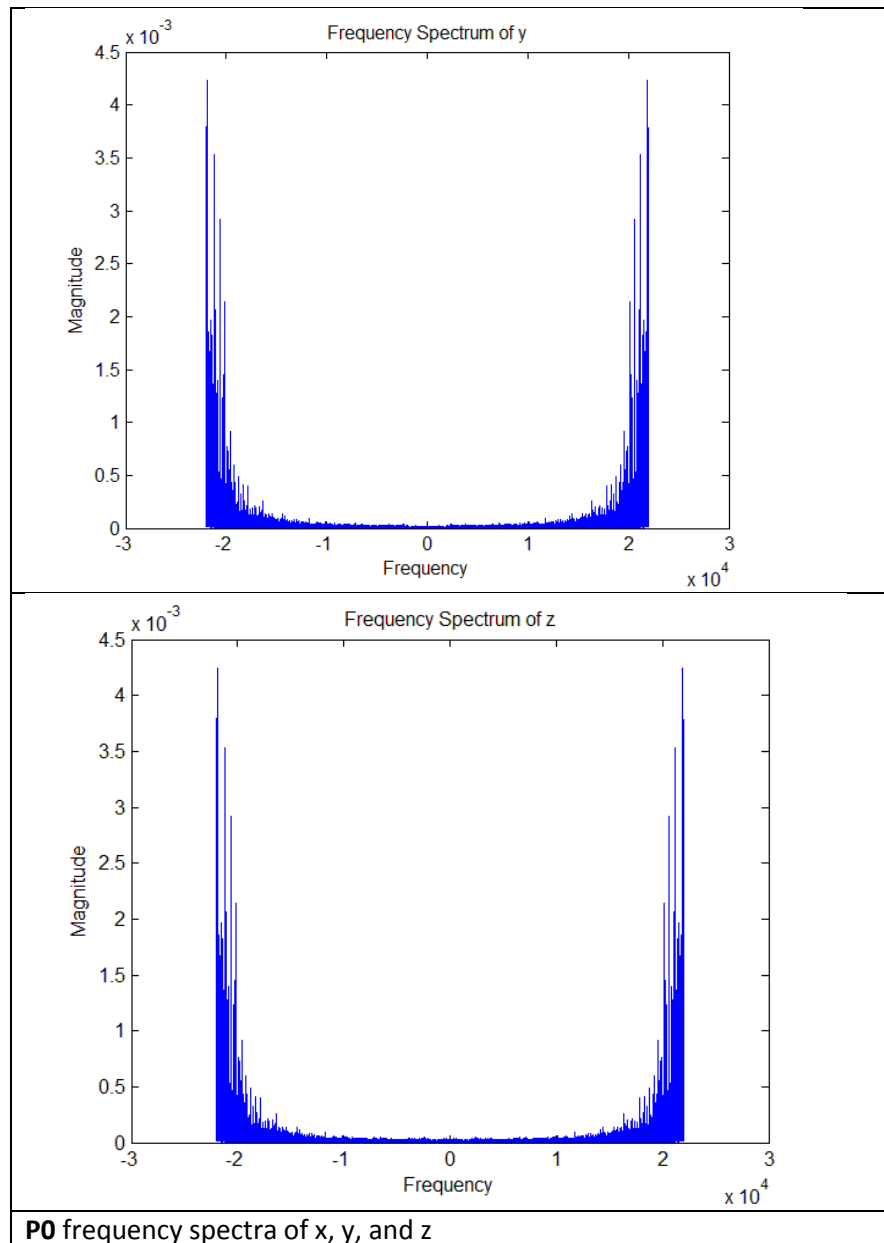 x 10^-3
Frequency Spectrum of y
4.5
4
3.5
3
2.5
2
1.5
1
0.5
0
Magnitude
-3 -2 -1 0 1 2 3
Frequency
x 10^4
x 10^-3
Frequency Spectrum of z
4.5
4
3.5
3
2.5
2
1.5
1
0.5
0
Magnitude
-3 -2 -1 0 1 2 3
Frequency
x 10^4
P0 frequency spectra of x, y, and z